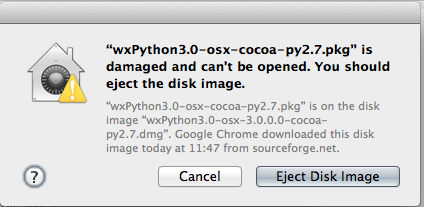 “wxPython3.0-osx-cocoa-py2.7.pkg” is
damaged and can't be opened. You should
eject the disk image.
“wxPython3.0-osx-cocoa-py2.7.pkg” is on the disk
image “wxPython3.0-osx-3.0.0.0-cocoa-
py2.7.dmg”. Google Chrome downloaded this disk
image today at 11:47 from sourceforge.net.
? Cancel Eject Disk Image